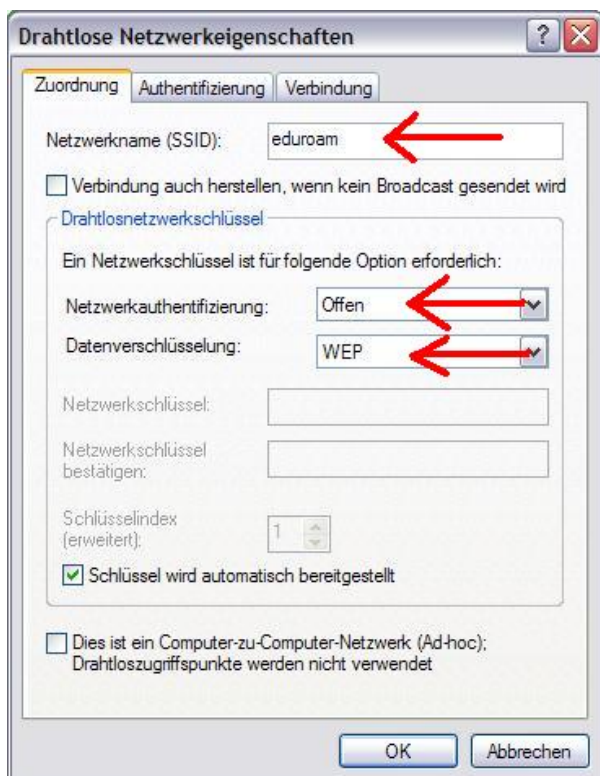 Drahtlose Netzwerkeigenschaften
Zuordnung Authentifizierung Verbindung
Netzwerkname (SSID): eduroam
Verbindung auch herstellen, wenn kein Broadcast gesendet wird
Drahtlosnetzwerkschlüssel
Ein Netzwerkschlüssel ist für folgende Option erforderlich:
Netzwerkauthentifizierung: Offen
Datenverschlüsselung: WEP
Netzwerkschlüssel:
Netzwerkschlüssel
bestätigen:
Schlüsselindex
(erweitert): 1
Schlüssel wird automatisch bereitgestellt
Dies ist ein Computer-zu-Computer-Netzwerk (Ad-hoc);
Drahtloszugriffspunkte werden nicht verwendet
OK Abbrechen